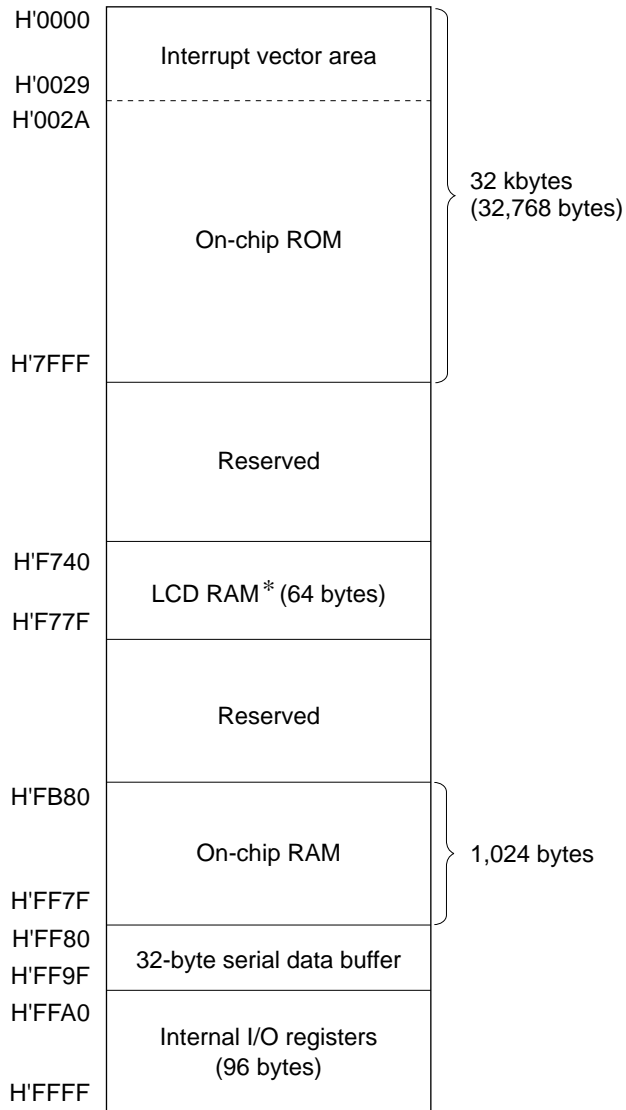 H'0000
Interrupt vector area
H'0029
H'002A
32 kbytes
(32,768 bytes)
On-chip ROM
H'7FFF
Reserved
H'F740
LCD RAM* (64 bytes)
H'F77F
Reserved
H'FB80
On-chip RAM
1,024 bytes
H'FF7F
H'FF80
32-byte serial data buffer
H'FF9F
H'FFA0
Internal I/O registers
(96 bytes)
H'FFFF